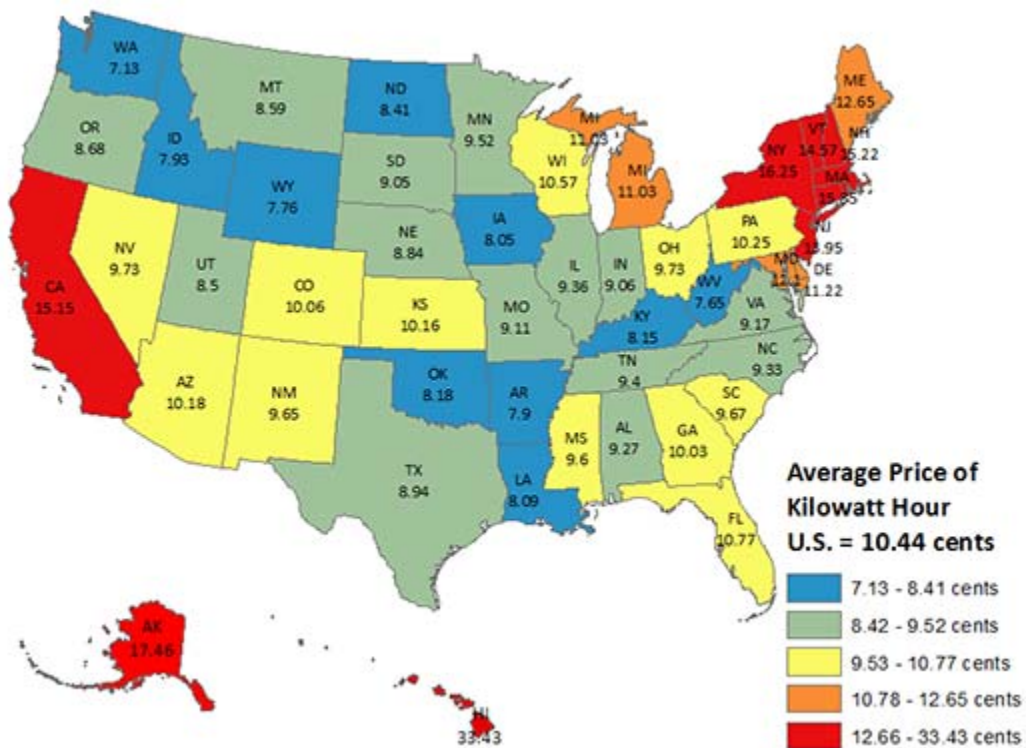 WA
7.13
MT
8.59
ND
8.41
MN
9.52
OR
8.68
ID
7.93
SD
9.05
WI
10.57
MI
11.03
MI
11.03
ME
12.65
VT
14.57
NH
15.22
NY
16.25
MA
WY
7.76
NE
8.84
IA
8.05
NV
9.73
UT
8.5
CO
10.06
KS
10.16
MO
9.11
IL
9.36
IN
9.06
OH
9.73
PA
10.25
NJ
DE
11.22
WV
7.65
VA
9.17
KY
8.15
CA
15.15
AZ
10.18
NM
9.65
OK
8.18
AR
7.9
TN
9.4
NC
9.33
SC
9.67
MS
9.6
AL
9.27
GA
10.03
TX
8.94
LA
8.09
FL
10.77
AK
17.46
HI
33.43
Average Price of
Kilowatt Hour
U.S. = 10.44 cents
7.13 - 8.41 cents
8.42 - 9.52 cents
9.53 - 10.77 cents
10.78 - 12.65 cents
12.66 - 33.43 cents